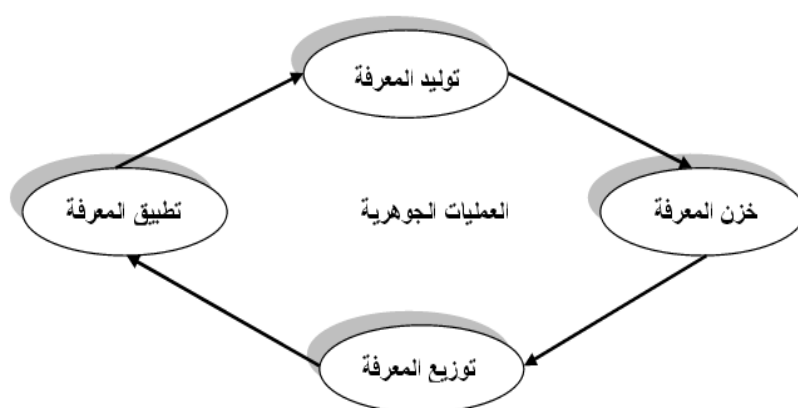 توليد المعرفة
خزن المعرفة
العمليات الجوهرية
تطبيق المعرفة
توزيع المعرفة